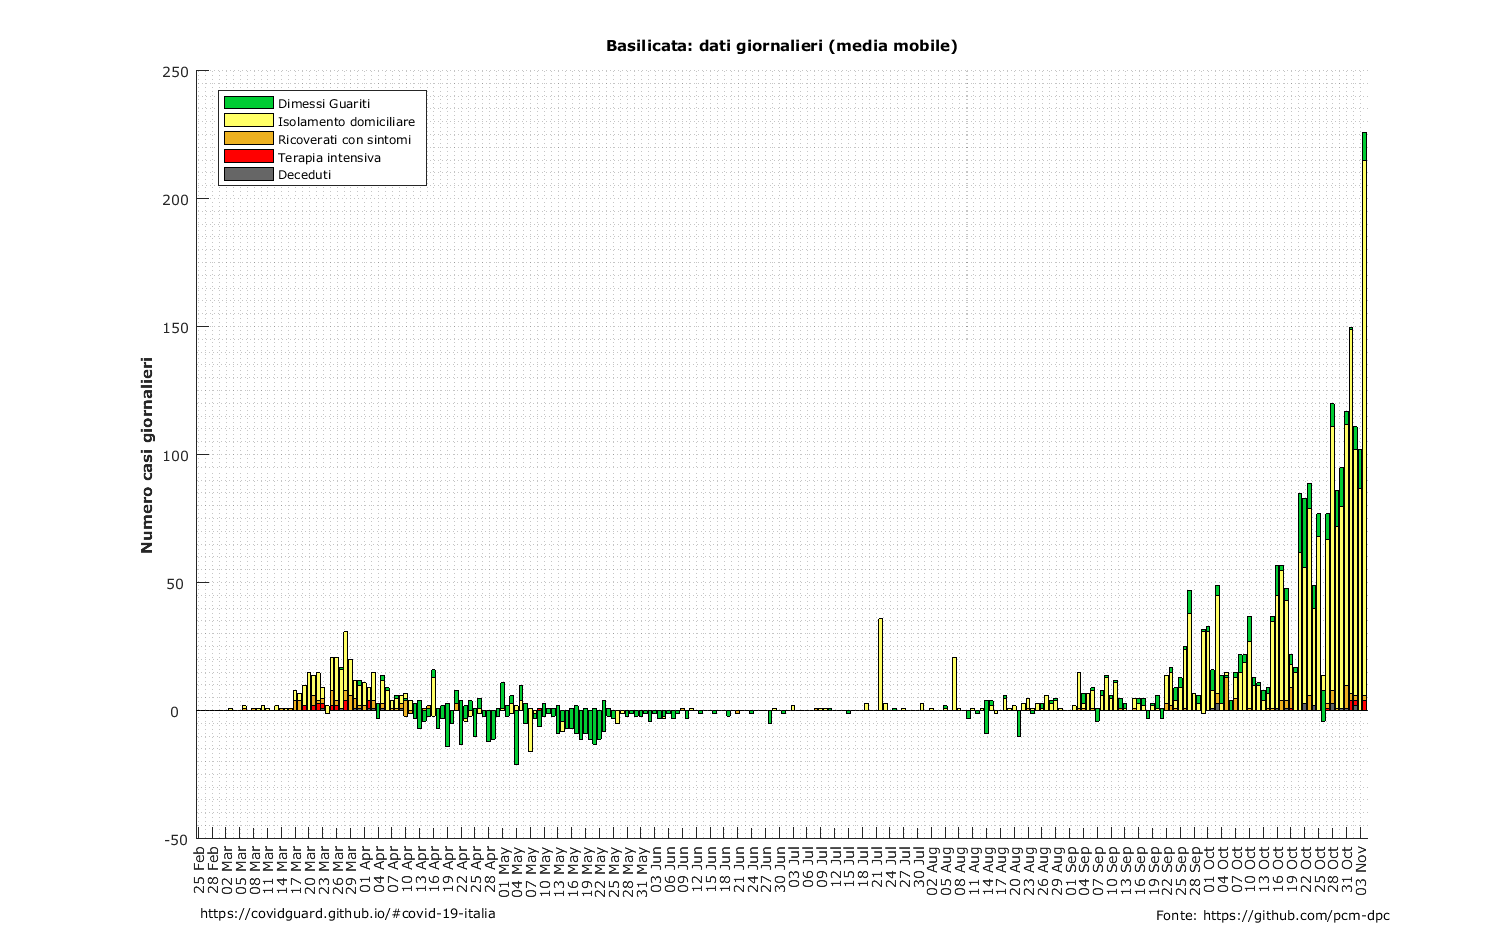 Basilicata: dati giornalieri (media mobile)
250
200
150
100
50
0
-50
Numero casi giornalieri
Dimessi Guariti
Isolamento domiciliare
Ricoverati con sintomi
Terapia intensiva
Deceduti
25 Feb
28 Feb
02 Mar
05 Mar
08 Mar
11 Mar
14 Mar
17 Mar
20 Mar
23 Mar
26 Mar
29 Mar
01 Apr
04 Apr
07 Apr
10 Apr
13 Apr
16 Apr
19 Apr
22 Apr
25 Apr
28 Apr
01 May
04 May
07 May
10 May
13 May
16 May
19 May
22 May
25 May
28 May
31 May
03 Jun
06 Jun
09 Jun
12 Jun
15 Jun
18 Jun
21 Jun
24 Jun
27 Jun
30 Jun
03 Jul
06 Jul
09 Jul
12 Jul
15 Jul
18 Jul
21 Jul
24 Jul
27 Jul
30 Jul
02 Aug
05 Aug
08 Aug
11 Aug
14 Aug
17 Aug
20 Aug
23 Aug
26 Aug
29 Aug
01 Sep
04 Sep
07 Sep
10 Sep
13 Sep
16 Sep
19 Sep
22 Sep
25 Sep
28 Sep
01 Oct
04 Oct
07 Oct
10 Oct
13 Oct
16 Oct
19 Oct
22 Oct
25 Oct
28 Oct
31 Oct
03 Nov
https://covidguard.github.io/#covid-19-italia
Fonte: https://github.com/pcm-dpc